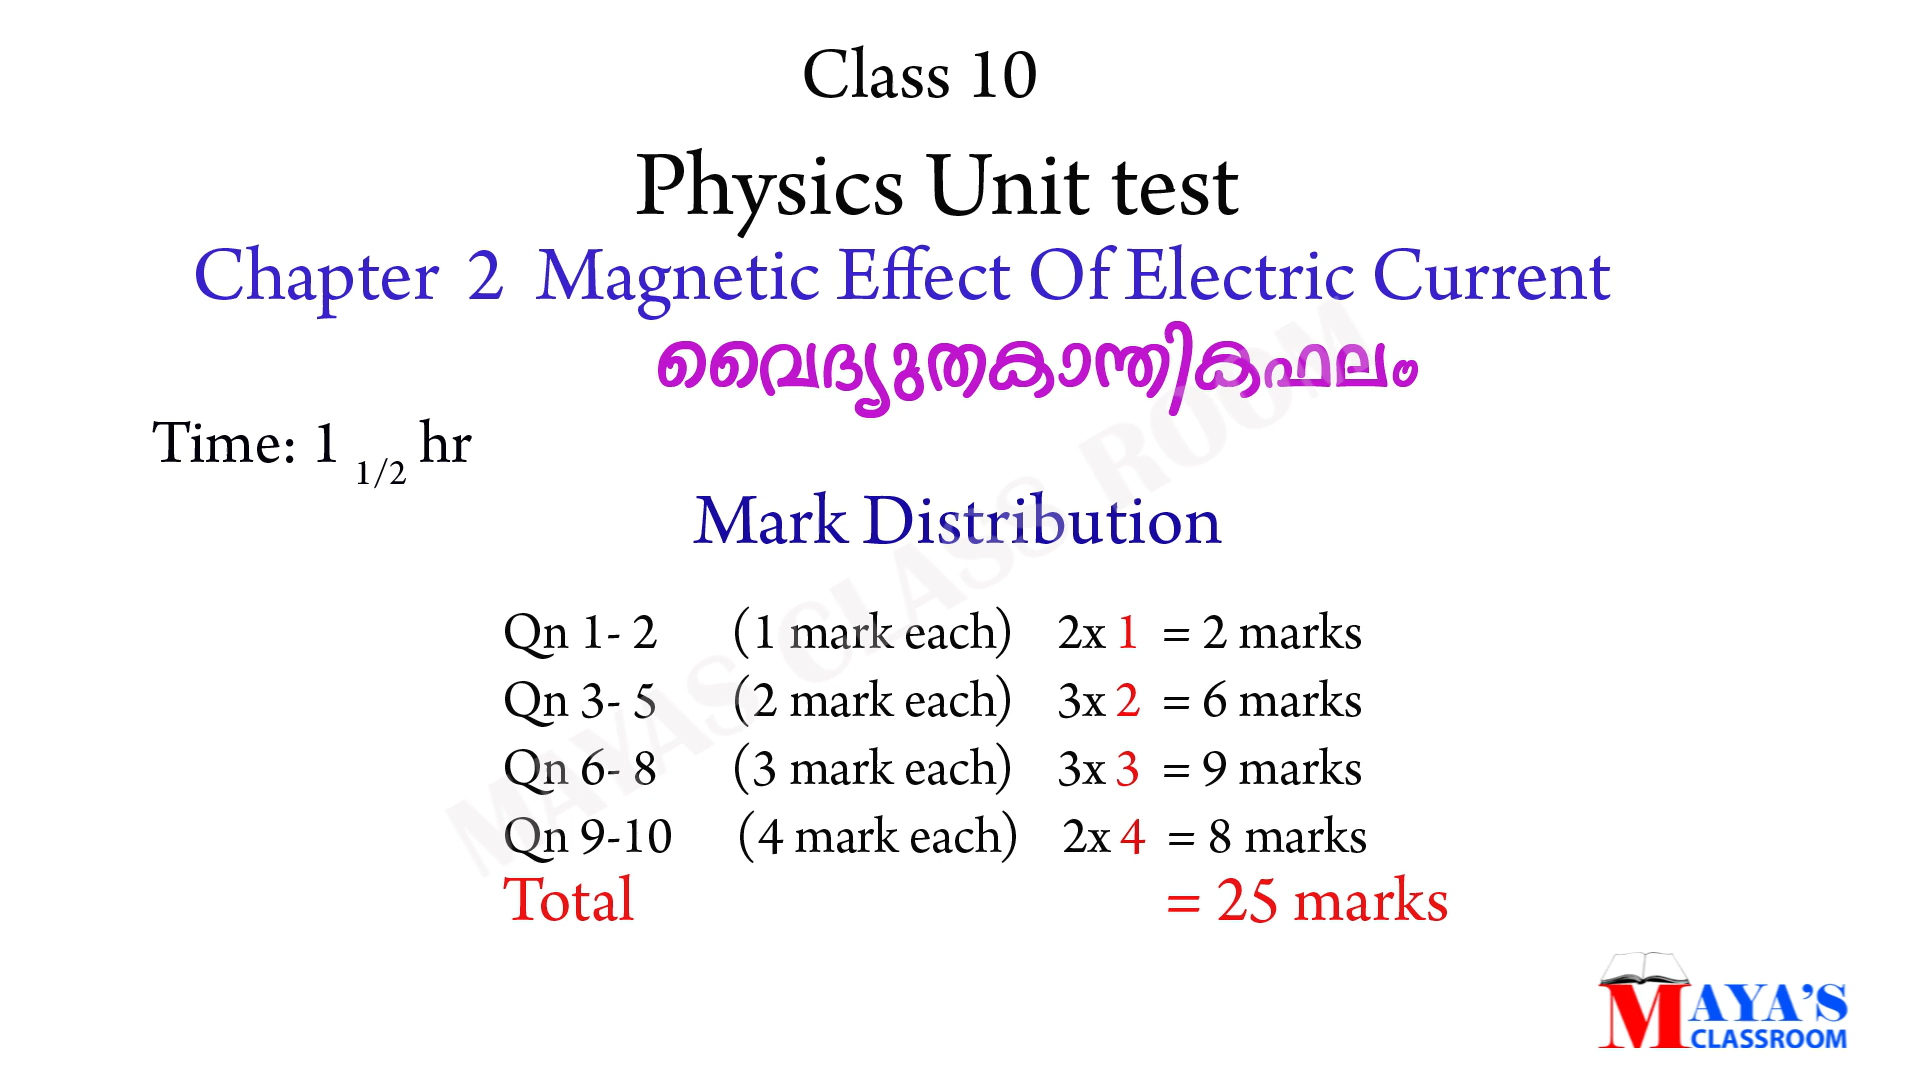 Class 10
Physics Unit test
Chapter 2 Magnetic Effect Of Electric Current
വൈദ്യുതകാന്തികഫലം
Time: 1 1/2 hr
Mark Distribution
Qn 1- 2 (1 mark each) 2x 1 = 2 marks
Qn 3- 5 (2 mark each) 3x 2 = 6 marks
Qn 6- 8 (3 mark each) 3x 3 = 9 marks
Qn 9-10 (4 mark each) 2x 4 = 8 marks
Total = 25 marks
MAYAS CLASS ROOM
MAYA'S
CLASSROOM